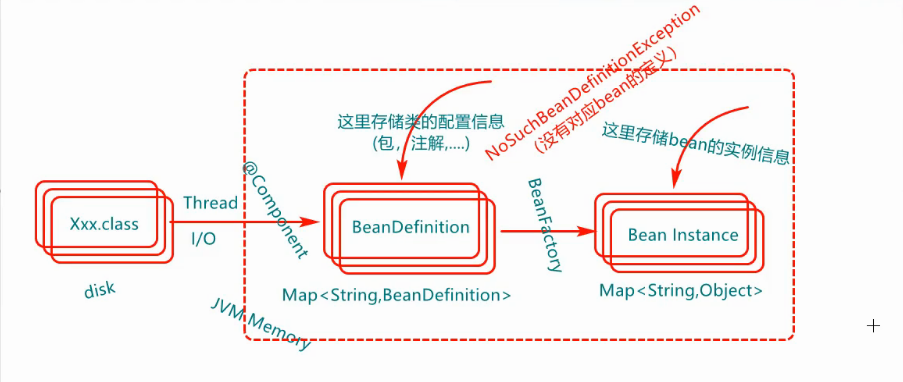 NoSuchBeanDefinitionException
(没有对应bean的定义)
这里存储类的配置信息
(包，注解,....)
这里存储bean的实例信息
@Component
Thread
I/O
Xxx.class
disk
BeanDefinition
Map<String,BeanDefinition>
BeanFactory
Bean Instance
Map<String,Object>
JVM Memory